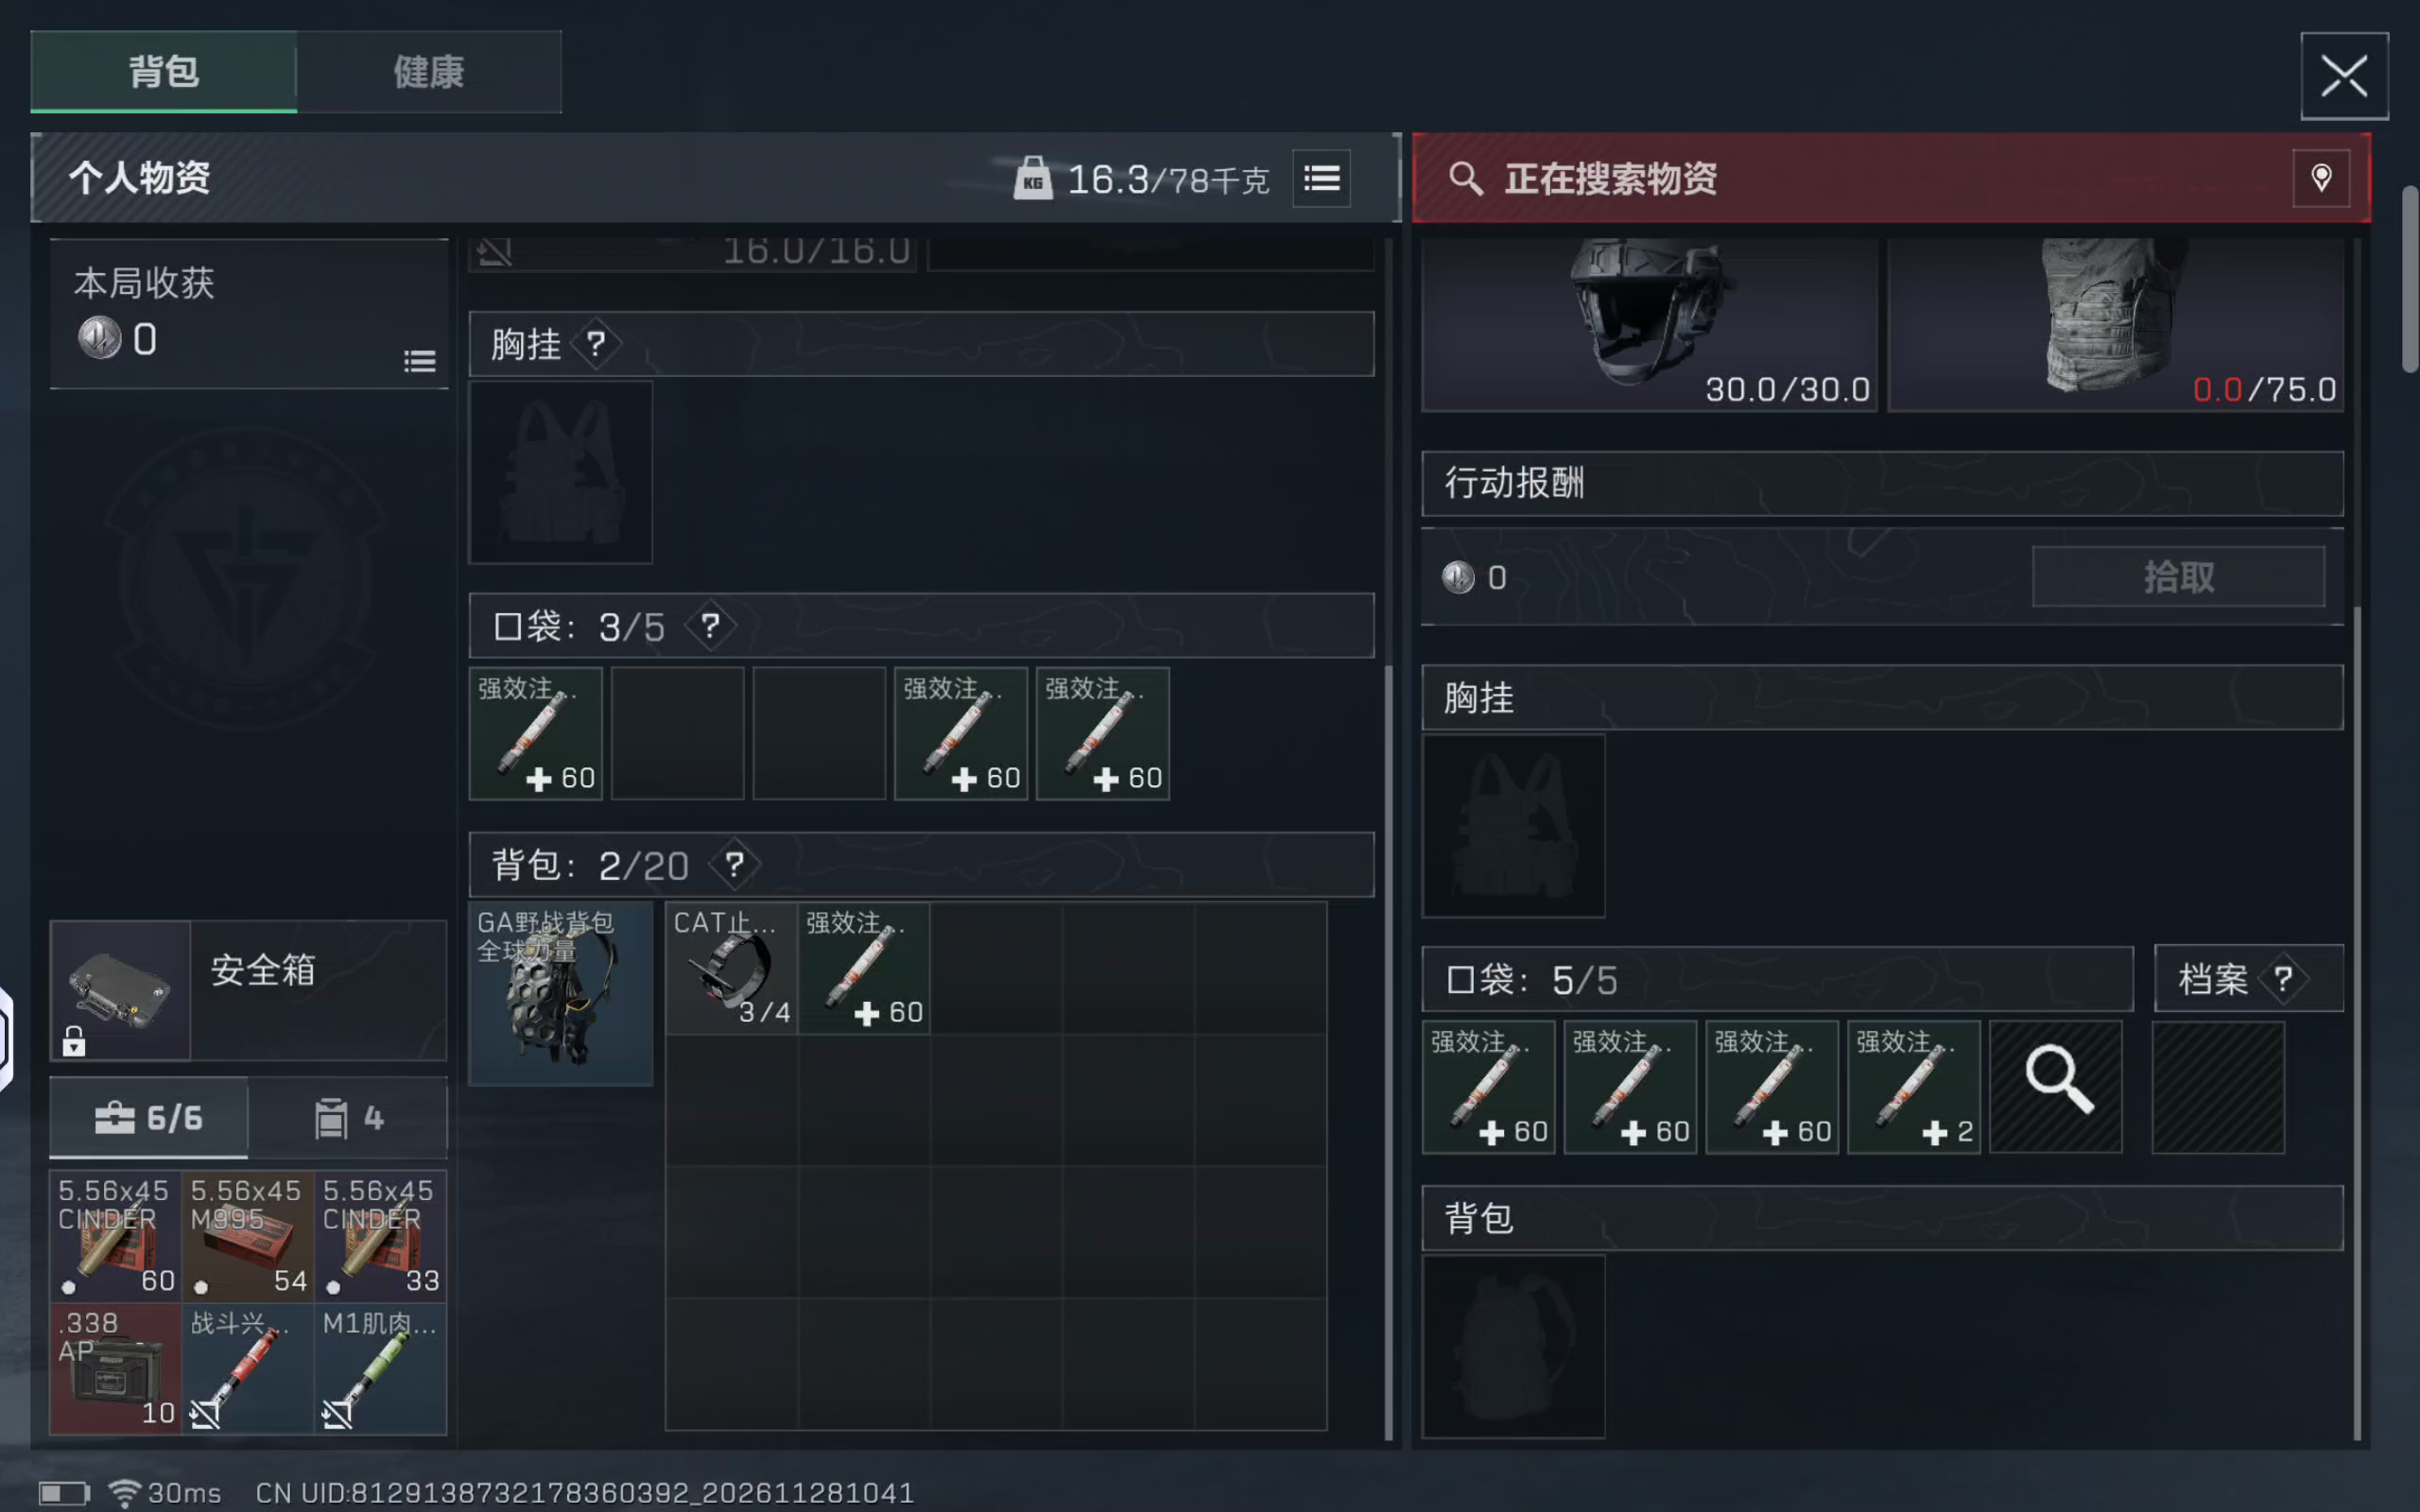 背包
健康
个人物资
KG
16.3/78千克
正在搜索物资
本局收获
0
16.0/16.0
胸挂 ?
口袋: 3/5 ?
强效注...
60
强效注...
60
强效注...
60
背包: 2/20 ?
GA野战背包
全球力量
CAT止...
3/4
强效注...
60
安全箱
6/6
4
5.56x45
CINDER
60
5.56x45
M995
54
5.56x45
CINDER
33
.338
AP
10
战斗兴...
M1肌肉...
30.0/30.0
0.0/75.0
行动报酬
0
拾取
胸挂
口袋: 5/5
档案 ?
强效注...
60
强效注...
60
强效注...
60
强效注...
2
背包
30ms
CN UID:8129138732178360392_202611281041